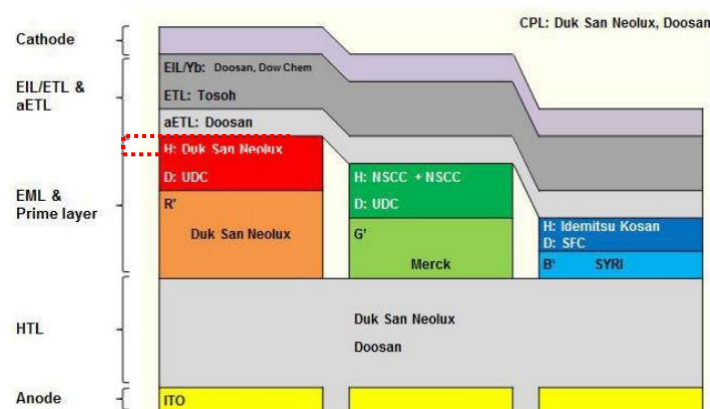 CPL: Duk San Neolux, Doosan
Cathode
EIL/ETL &
aETL
EIL/Yb: Doosan, Dow Chem
ETL: Tosoh
aETL: Doosan
H: Duk San Neolux
D: UDC
H: NSCC + NSCC
D: UDC
EML &
Prime layer
R'
Duk San Neolux
G'
Merck
H: Idemitsu Kosan
D: SFC
B' SYRI
HTL
Duk San Neolux
Doosan
Anode
ITO